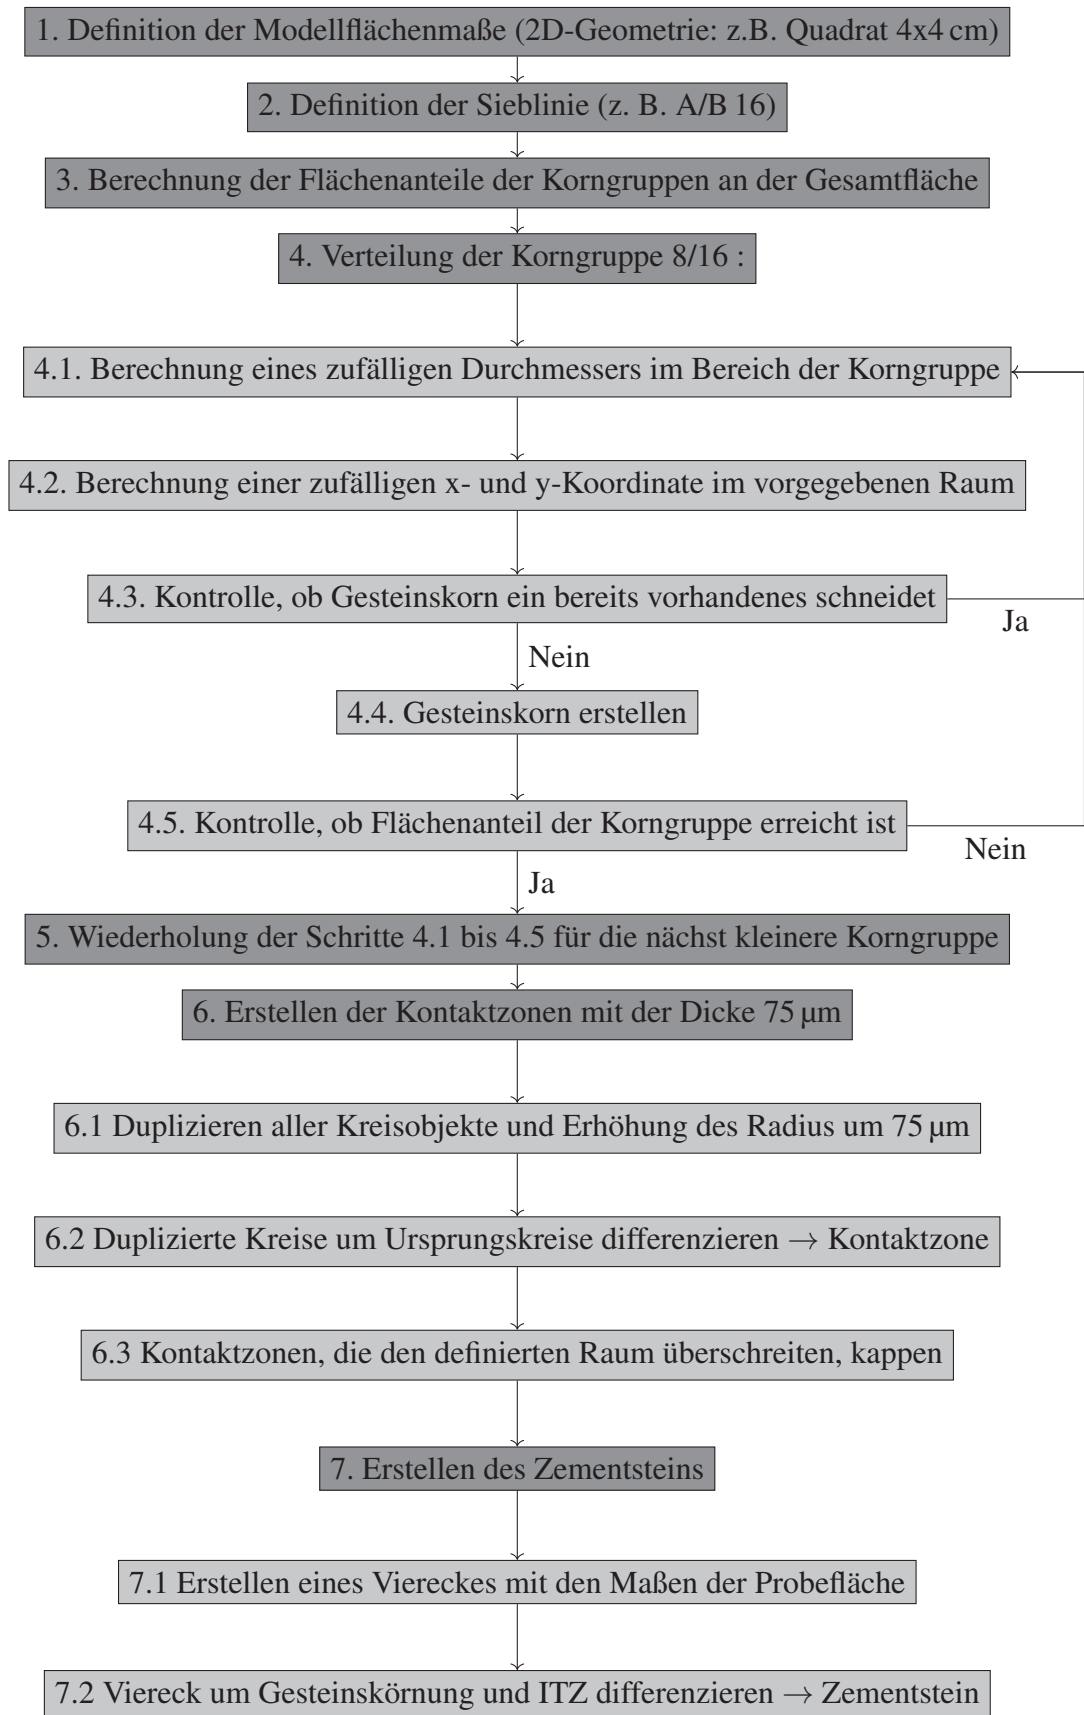 1. Definition der Modellflächenmaße (2D-Geometrie: z.B. Quadrat 4x4 cm)
2. Definition der Sieblinie (z. B. A/B 16)
3. Berechnung der Flächenanteile der Korngruppen an der Gesamtfläche
4. Verteilung der Korngruppe 8/16 :
4.1. Berechnung eines zufälligen Durchmessers im Bereich der Korngruppe
4.2. Berechnung einer zufälligen x- und y-Koordinate im vorgegebenen Raum
4.3. Kontrolle, ob Gesteinskorn ein bereits vorhandenes schneidet
Ja
Nein
4.4. Gesteinskorn erstellen
4.5. Kontrolle, ob Flächenanteil der Korngruppe erreicht ist
Nein
Ja
5. Wiederholung der Schritte 4.1 bis 4.5 für die nächst kleinere Korngruppe
6. Erstellen der Kontaktzonen mit der Dicke 75 µm
6.1 Duplizieren aller Kreisobjekte und Erhöhung des Radius um 75 µm
6.2 Duplizierte Kreise um Ursprungskreise differenzieren → Kontaktzone
6.3 Kontaktzonen, die den definierten Raum überschreiten, kappen
7. Erstellen des Zementsteins
7.1 Erstellen eines Viereckes mit den Maßen der Probefläche
7.2 Viereck um Gesteinskörnung und ITZ differenzieren → Zementstein